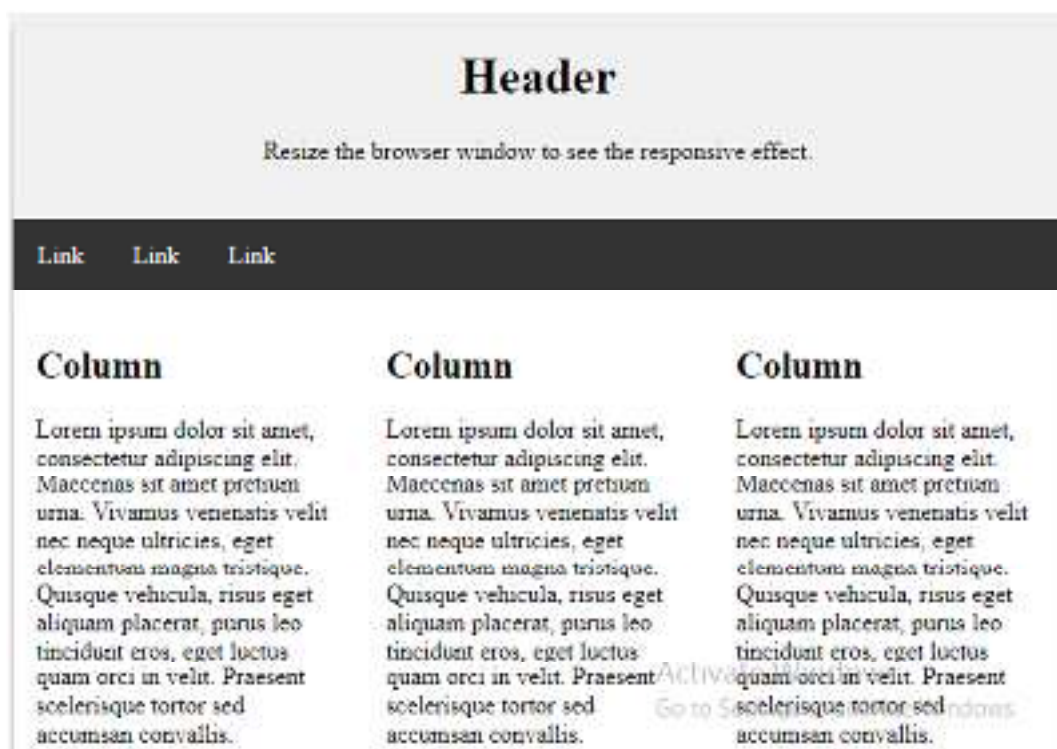 Header
Resize the browser window to see the responsive effect.
Link Link Link
Column
Lorem ipsum dolor sit amet,
consectetur adipiscing elit.
Maecenas sit amet pretium
urna. Vivamus venenatis velit
nec neque ultricies, eget
elementum magna tristique.
Quisque vehicula, risus eget
aliquam placerat, purus leo
tincidunt eros, eget luctus
quam orci in velit. Praesent
scelerisque tortor sed
accumsan convallis.
Column
Lorem ipsum dolor sit amet,
consectetur adipiscing elit.
Maecenas sit amet pretium
urna. Vivamus venenatis velit
nec neque ultricies, eget
elementum magna tristique.
Quisque vehicula, risus eget
aliquam placerat, purus leo
tincidunt eros, eget luctus
quam orci in velit. Praesent
scelerisque tortor sed
accumsan convallis.
Column
Lorem ipsum dolor sit amet,
consectetur adipiscing elit.
Maecenas sit amet pretium
urna. Vivamus venenatis velit
nec neque ultricies, eget
elementum magna tristique.
Quisque vehicula, risus eget
aliquam placerat, purus leo
tincidunt eros, eget luctus
quam orci in velit. Praesent
scelerisque tortor sed
accumsan convallis.
Activate Windows
Go to